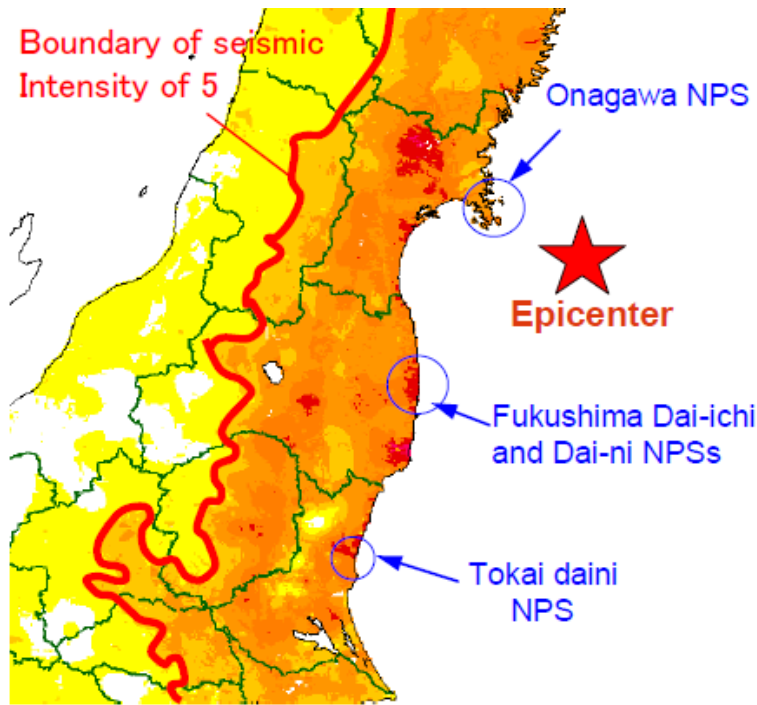 Boundary of seismic
Intensity of 5
Onagawa NPS
Epicenter
Fukushima Dai-ichi
and Dai-ni NPSs
Tokai daini
NPS